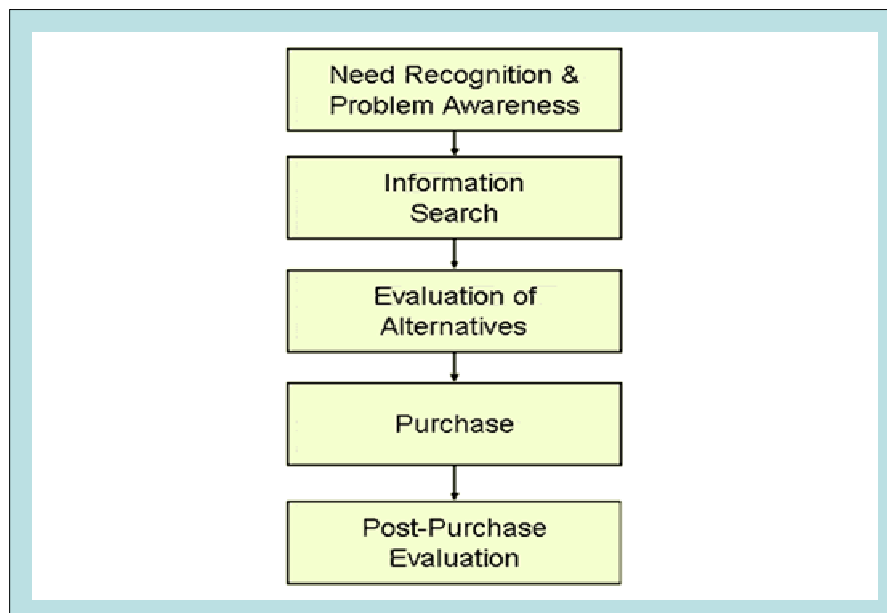 Need Recognition &
Problem Awareness
Information
Search
Evaluation of
Alternatives
Purchase
Post-Purchase
Evaluation